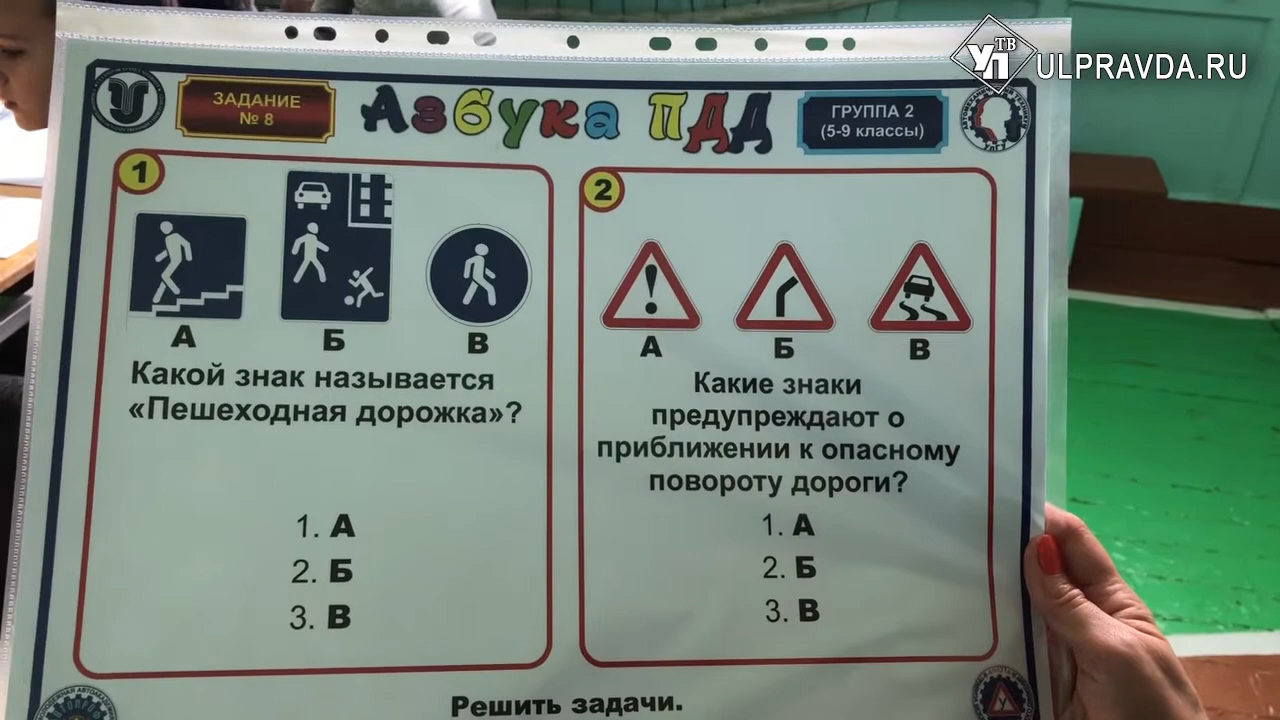 УП ТВ ULPRAVDA.RU
ЗАДАНИЕ
№ 8
Азбука ПДД
ГРУППА 2
(5-9 классы)
1
А Б В
Какой знак называется
«Пешеходная дорожка»?
1. А
2. Б
3. В
2
А Б В
Какие знаки
предупреждают о
приближении к опасному
повороту дороги?
1. А
2. Б
3. В
Решить задачи.